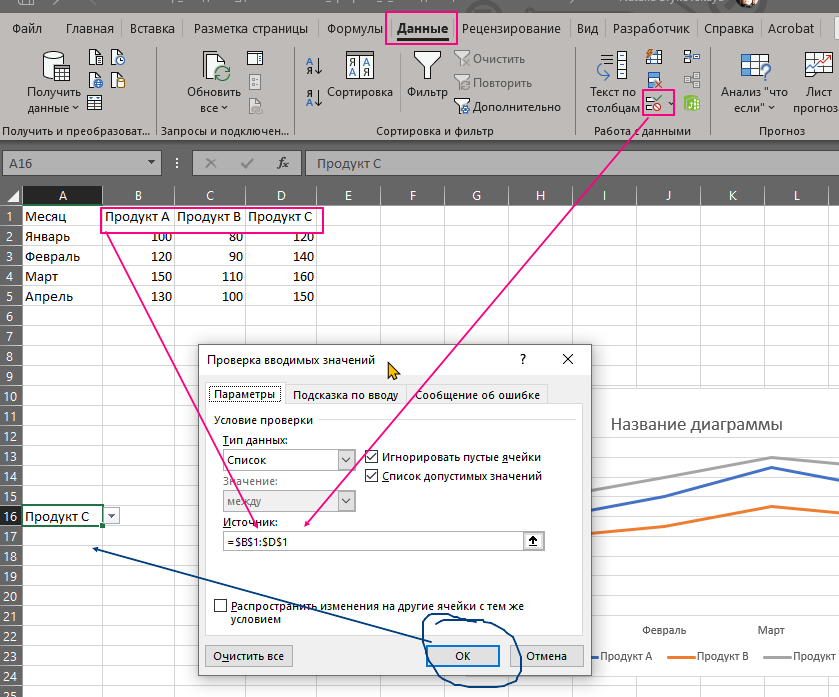 Файл Главная Вставка Разметка страницы Формулы Данные Рецензирование Вид Разработчик Справка Acrobat
Получить данные
Обновить все
Сортировка
Фильтр
Очистить
Повторить
Дополнительно
Текст по столбцам
Анализ "что если"
Лист прогноз
Получить и преобразоват...
Запросы и подключен...
Сортировка и фильтр
Работа с данными
Прогноз
A16 fx Продукт C
A B C D E F G H I J K L
1 Месяц Продукт A Продукт B Продукт C
2 Январь 100 80 120
3 Февраль 120 90 140
4 Март 150 110 160
5 Апрель 130 100 150
6
7
8
9
10
11
12
13
14
15
16 Продукт C
17
18
19
20
21
22
23
24
25
Проверка вводимых значений ?
Параметры Подсказка по вводу Сообщение об ошибке
Условие проверки
Тип данных:
Список
Игнорировать пустые ячейки
Список допустимых значений
Значение:
между
Источник:
=$B$1:$D$1
Распространить изменения на другие ячейки с тем же
условием
Очистить все ОК Отмена
Название диаграммы
Февраль Март
Продукт A Продукт B Продукт